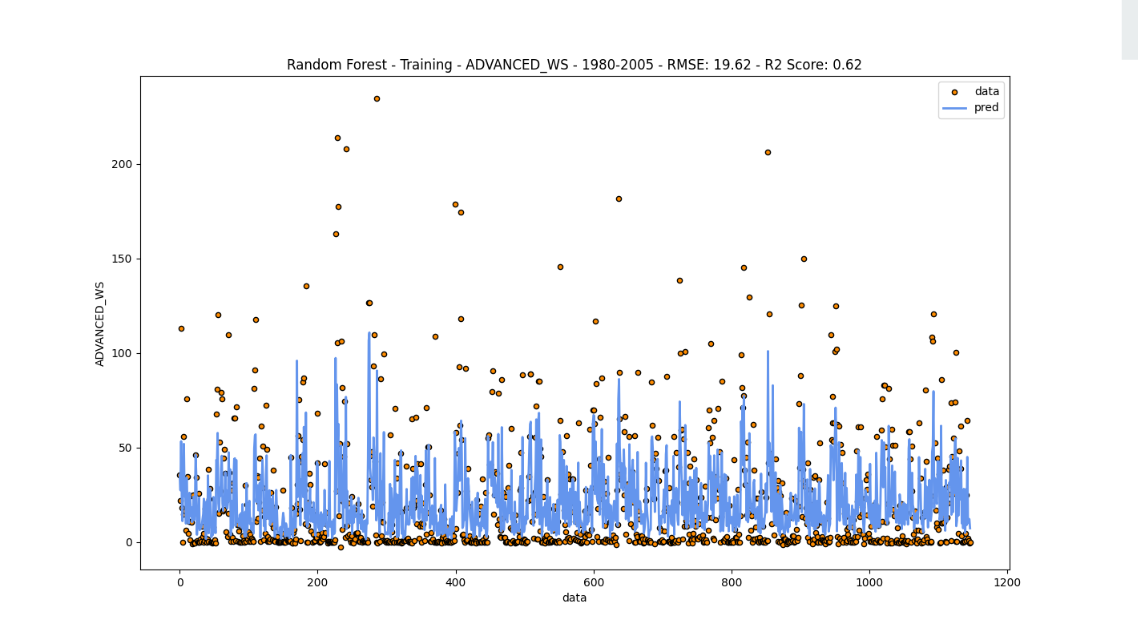 Random Forest - Training - ADVANCED_WS - 1980-2005 - RMSE: 19.62 - R2 Score: 0.62
data
pred
200
150
100
50
0
ADVANCED_WS
0 200 400 600 800 1000 1200
data